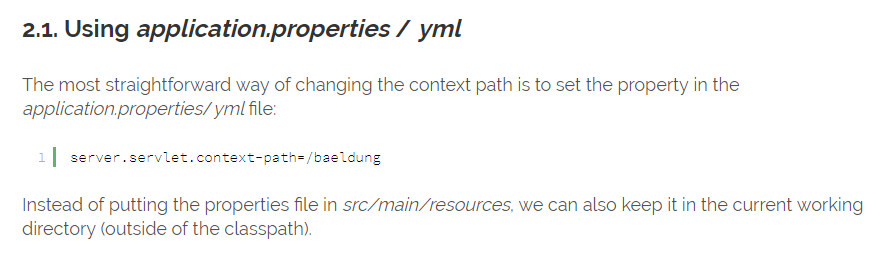 2.1. Using application.properties / yml
The most straightforward way of changing the context path is to set the property in the
application.properties/yml file:
1 server.servlet.context-path=/baeldung
Instead of putting the properties file in src/main/resources, we can also keep it in the current working
directory (outside of the classpath).